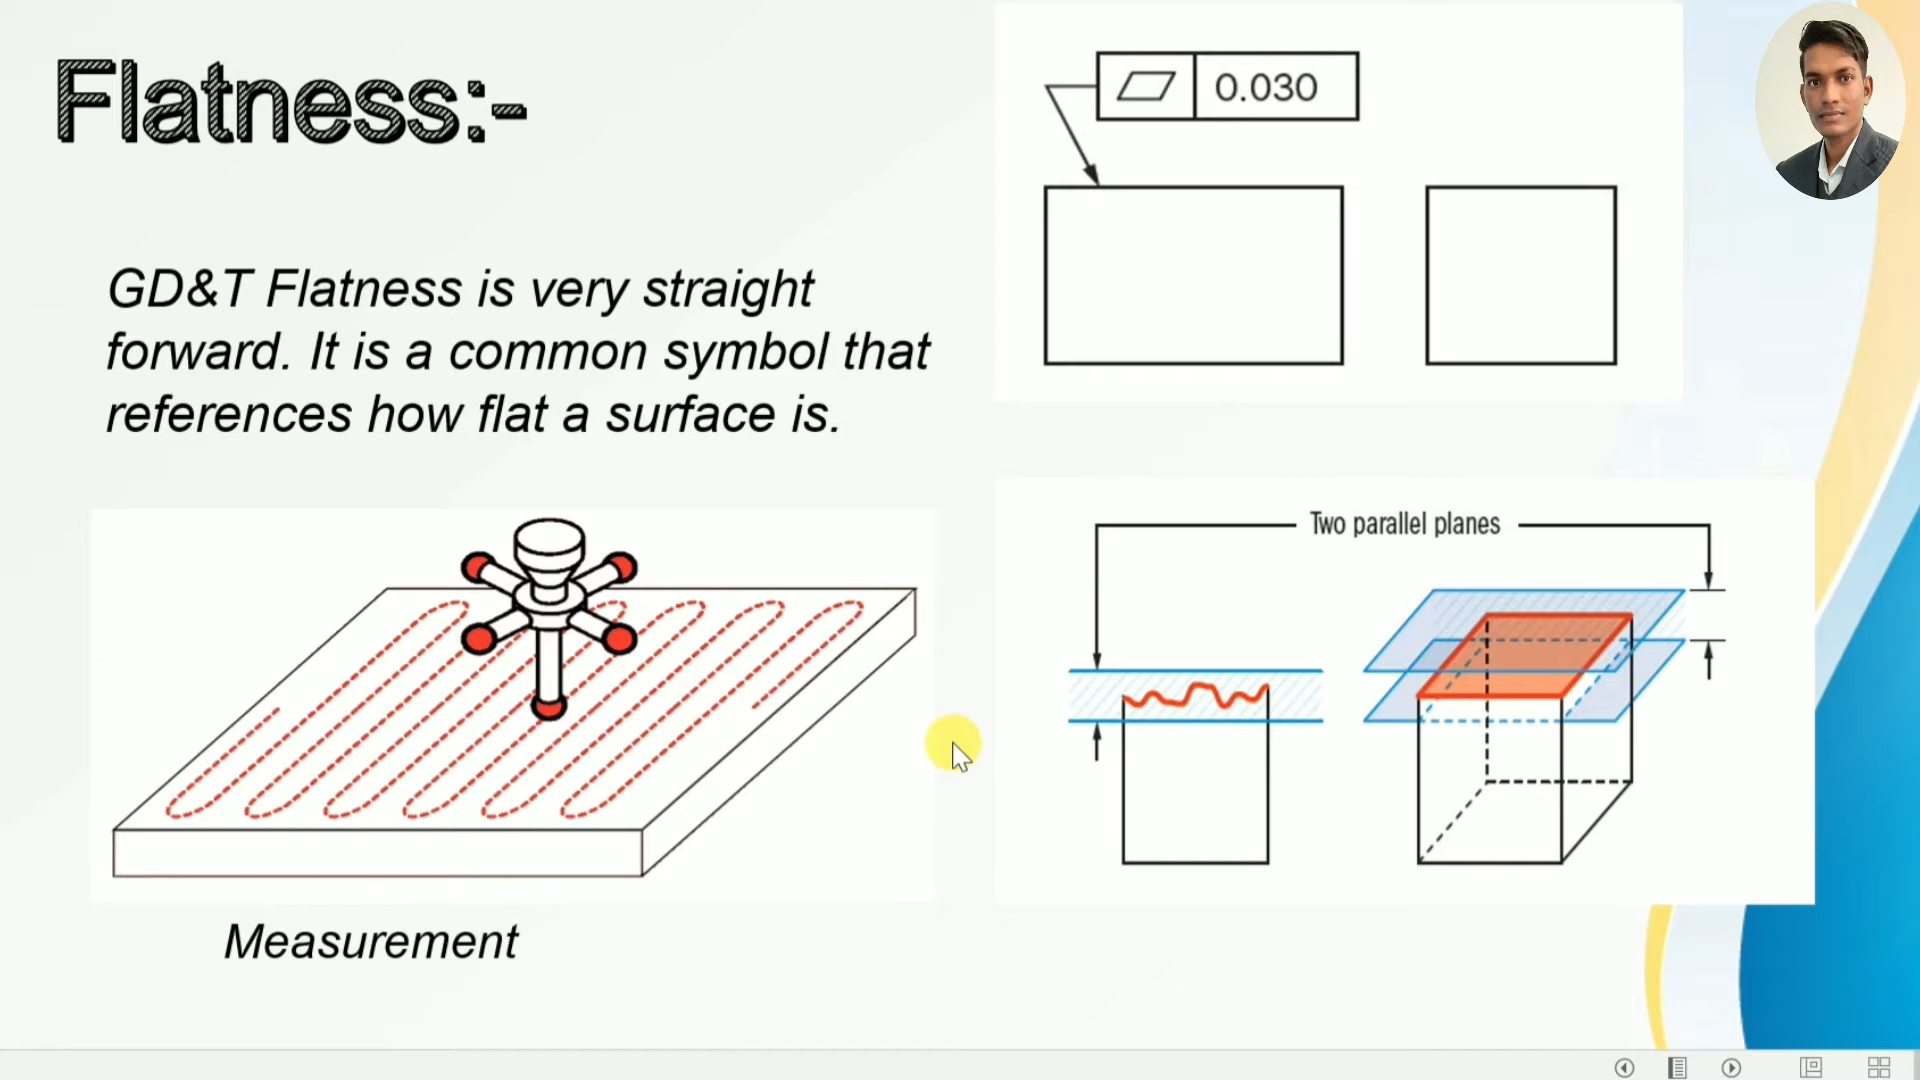 Flatness:-
GD&T Flatness is very straight
forward. It is a common symbol that
references how flat a surface is.
0.030
Two parallel planes
Measurement